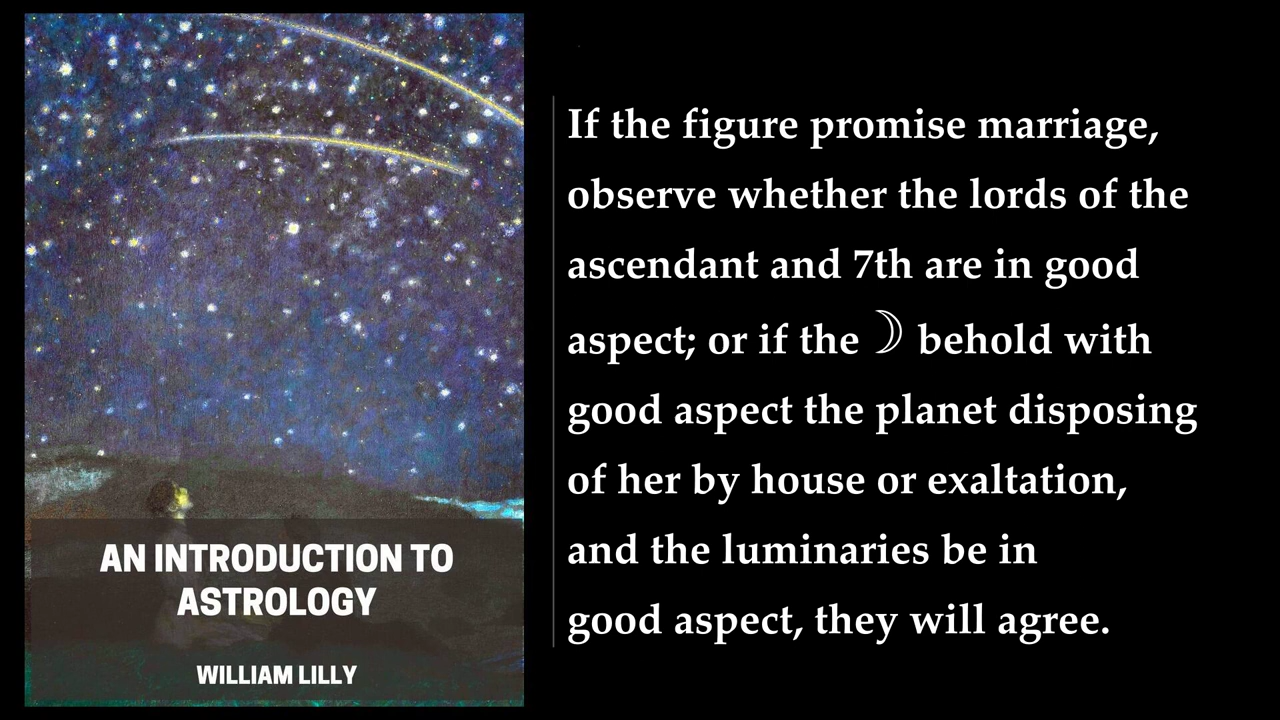 AN INTRODUCTION TO
ASTROLOGY
WILLIAM LILLY
If the figure promise marriage,
observe whether the lords of the
ascendant and 7th are in good
aspect; or if the ☽ behold with
good aspect the planet disposing
of her by house or exaltation,
and the luminaries be in
good aspect, they will agree.